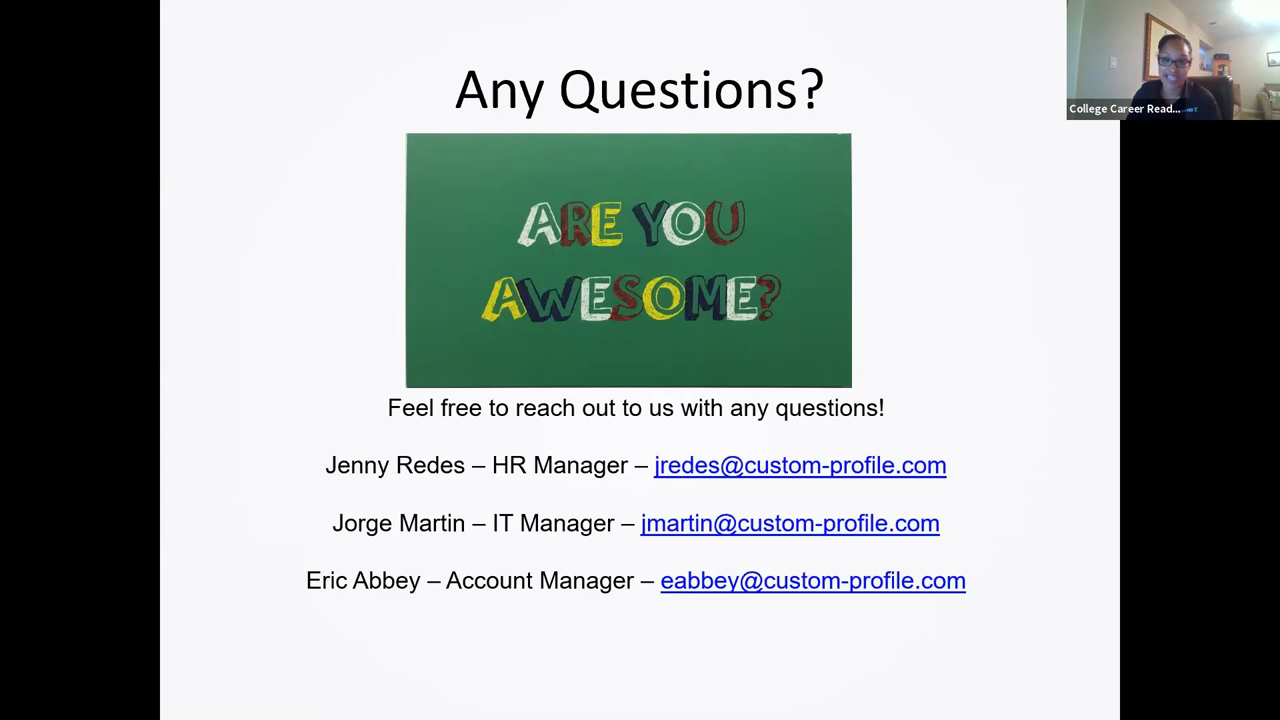 Any Questions?
College Career Read...
ARE YOU
AWESOME?
Feel free to reach out to us with any questions!
Jenny Redes – HR Manager – jredes@custom-profile.com
Jorge Martin – IT Manager – jmartin@custom-profile.com
Eric Abbey – Account Manager – eabbey@custom-profile.com